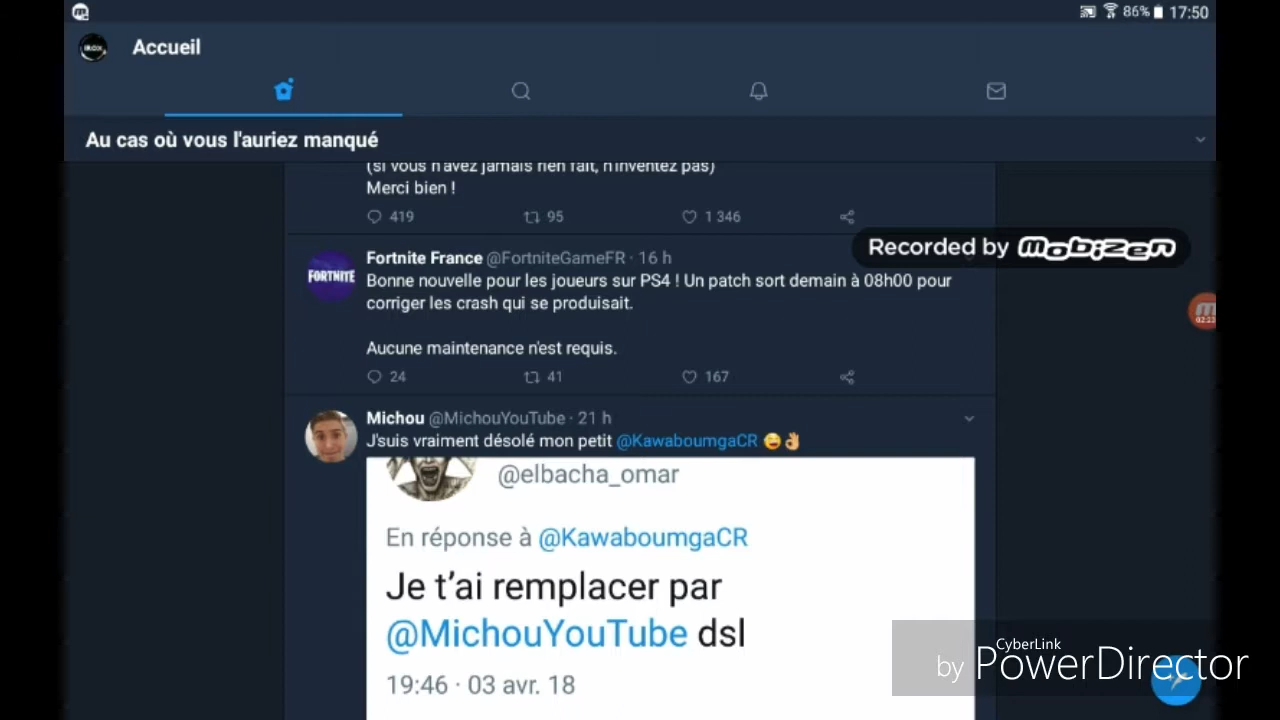 86% 17:50
IROX
Accueil
Au cas où vous l'auriez manqué
(si vous n'avez jamais rien fait, n'inventez pas)
Merci bien !
419 95 1 346
Recorded by mobizen
Fortnite France @FortniteGameFR · 16 h
FORTNITE
Bonne nouvelle pour les joueurs sur PS4 ! Un patch sort demain à 08h00 pour
corriger les crash qui se produisait.
02:23
Aucune maintenance n'est requis.
24 41 167
Michou @MichouYouTube · 21 h
J'suis vraiment désolé mon petit @KawaboumgaCR 😅👌
@elbacha_omar
En réponse à @KawaboumgaCR
Je t’ai remplacer par
@MichouYouTube dsl
19:46 · 03 avr. 18
CyberLink
by PowerDirector